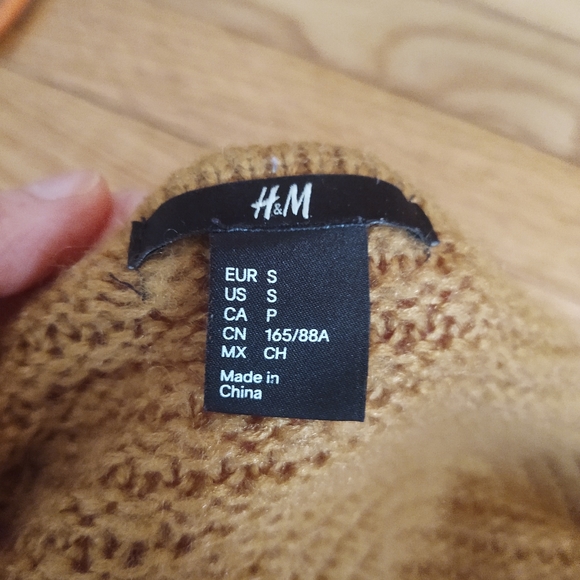 H&M
EUR S
US S
CA P
CN 165/88A
MX CH
Made in
China